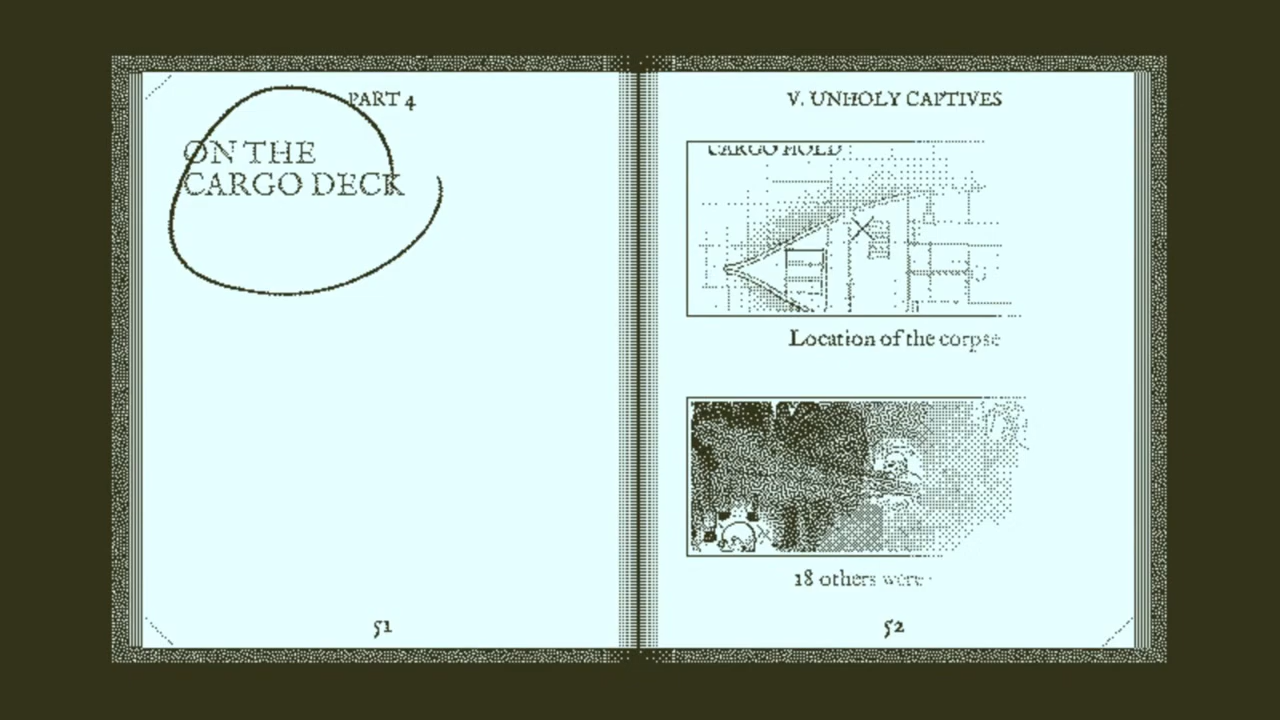 PART 4
ON THE
CARGO DECK
51
V. UNHOLY CAPTIVES
CARGO HOLD
Location of the corpse
18 others were
52